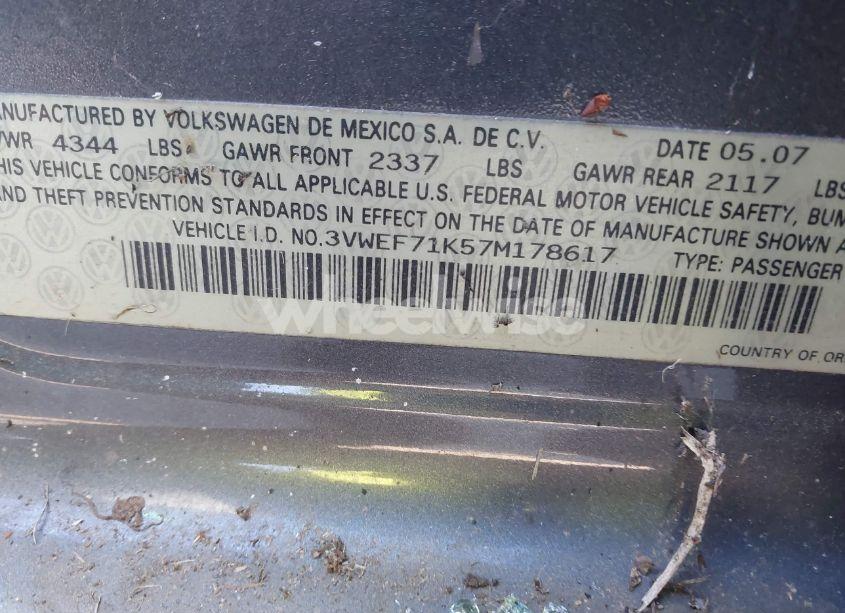 ANUFACTURED BY VOLKSWAGEN DE MEXICO S.A. DE C.V. DATE 05.07
VWR 4344 LBS GAWR FRONT 2337 LBS GAWR REAR 2117 LBS
HIS VEHICLE CONFORMS TO ALL APPLICABLE U.S. FEDERAL MOTOR VEHICLE SAFETY, BUM
AND THEFT PREVENTION STANDARDS IN EFFECT ON THE DATE OF MANUFACTURE SHOWN A
VEHICLE I.D. NO.3VWEF71K57M178617 TYPE: PASSENGER
wheelwise
COUNTRY OF OR